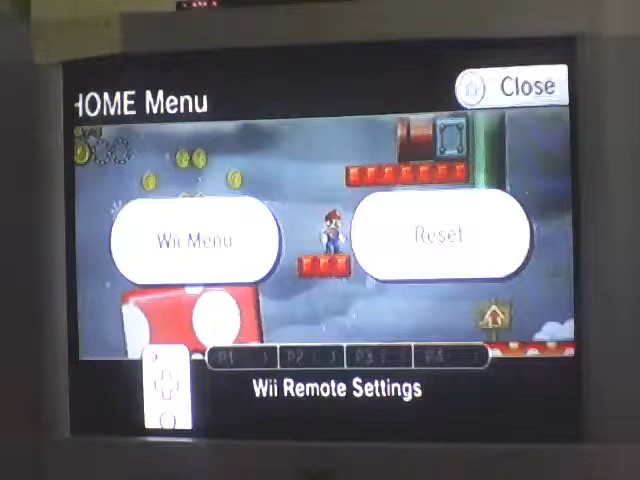 HOME Menu
Close
Wii Menu
Reset
P1
P2
P3
P4
Wii Remote Settings